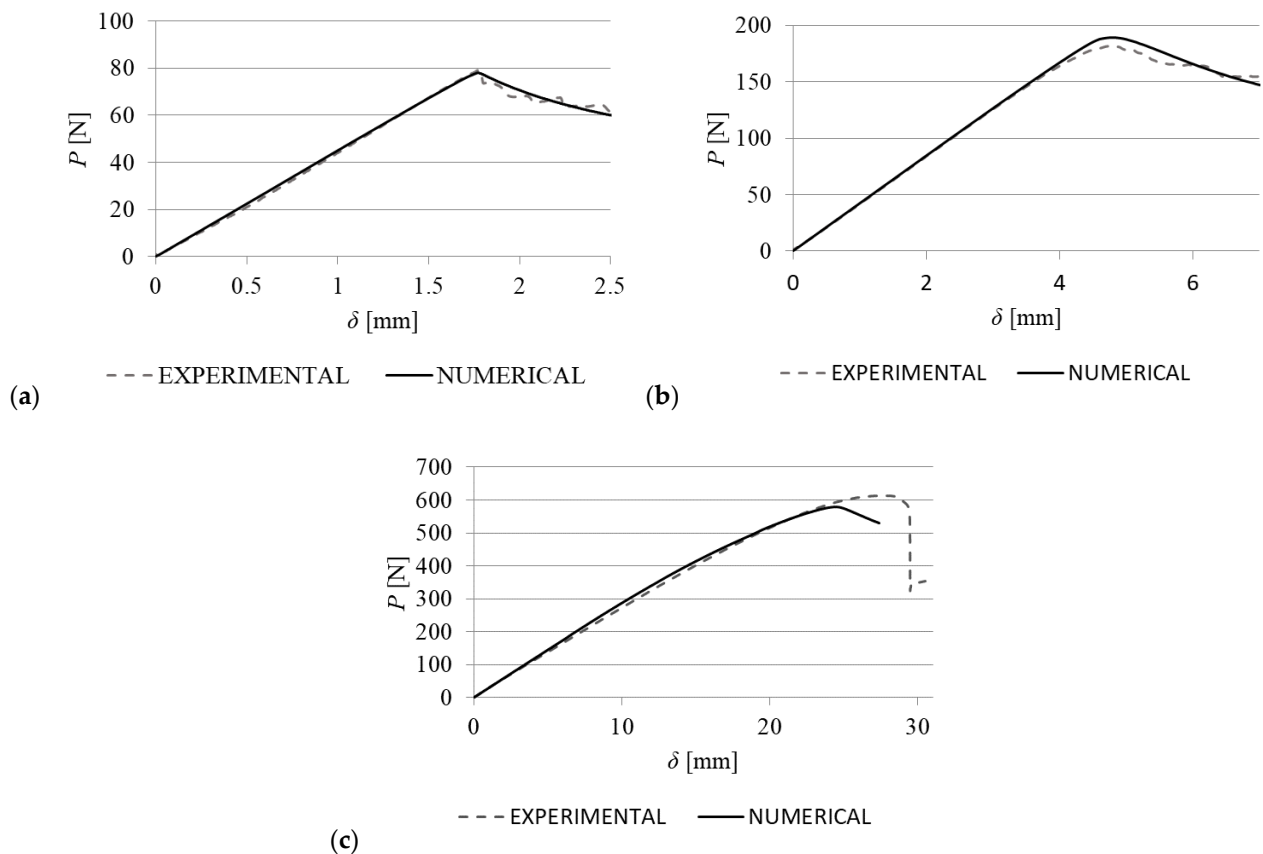 100
80
60
40
20
0
P [N]
0 0.5 1 1.5 2 2.5
δ [mm]
EXPERIMENTAL NUMERICAL
(a)
200
150
100
50
0
P [N]
0 2 4 6
δ [mm]
EXPERIMENTAL NUMERICAL
(b)
700
600
500
400
300
200
100
0
P [N]
0 10 20 30
δ [mm]
EXPERIMENTAL NUMERICAL
(c)